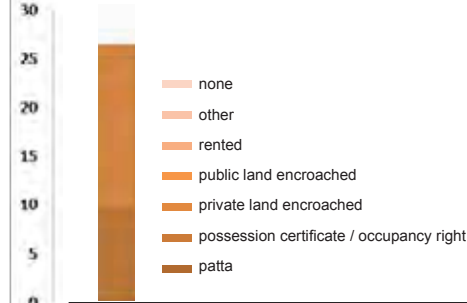 30
25
20
15
10
5
0
none
other
rented
public land encroached
private land encroached
possession certificate / occupancy right
patta